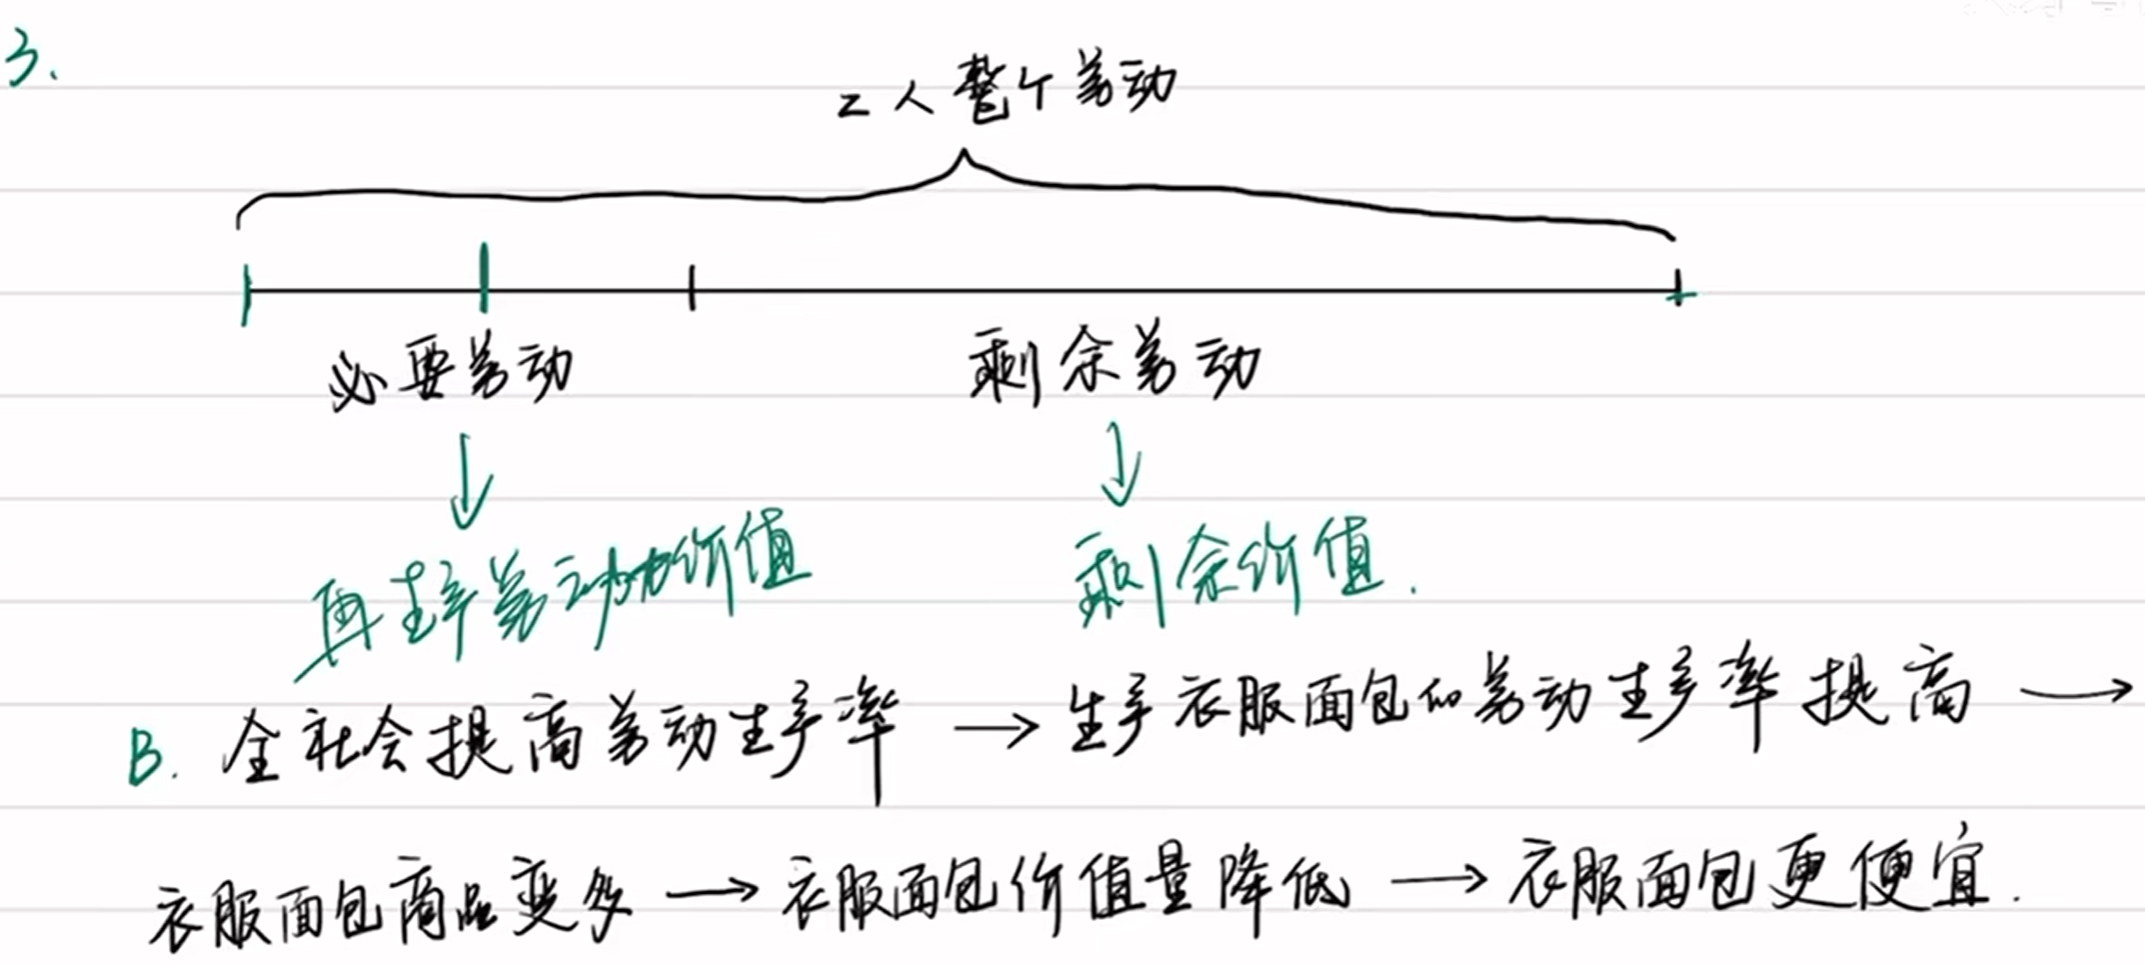 3.
工人整个劳动
必要劳动 剩余劳动
再生产劳动力价值 剩余价值.
B. 全社会提高劳动生产率 → 生产衣服面包的劳动生产率提高 →
衣服面包商品变多 → 衣服面包价值量降低 → 衣服面包更便宜.